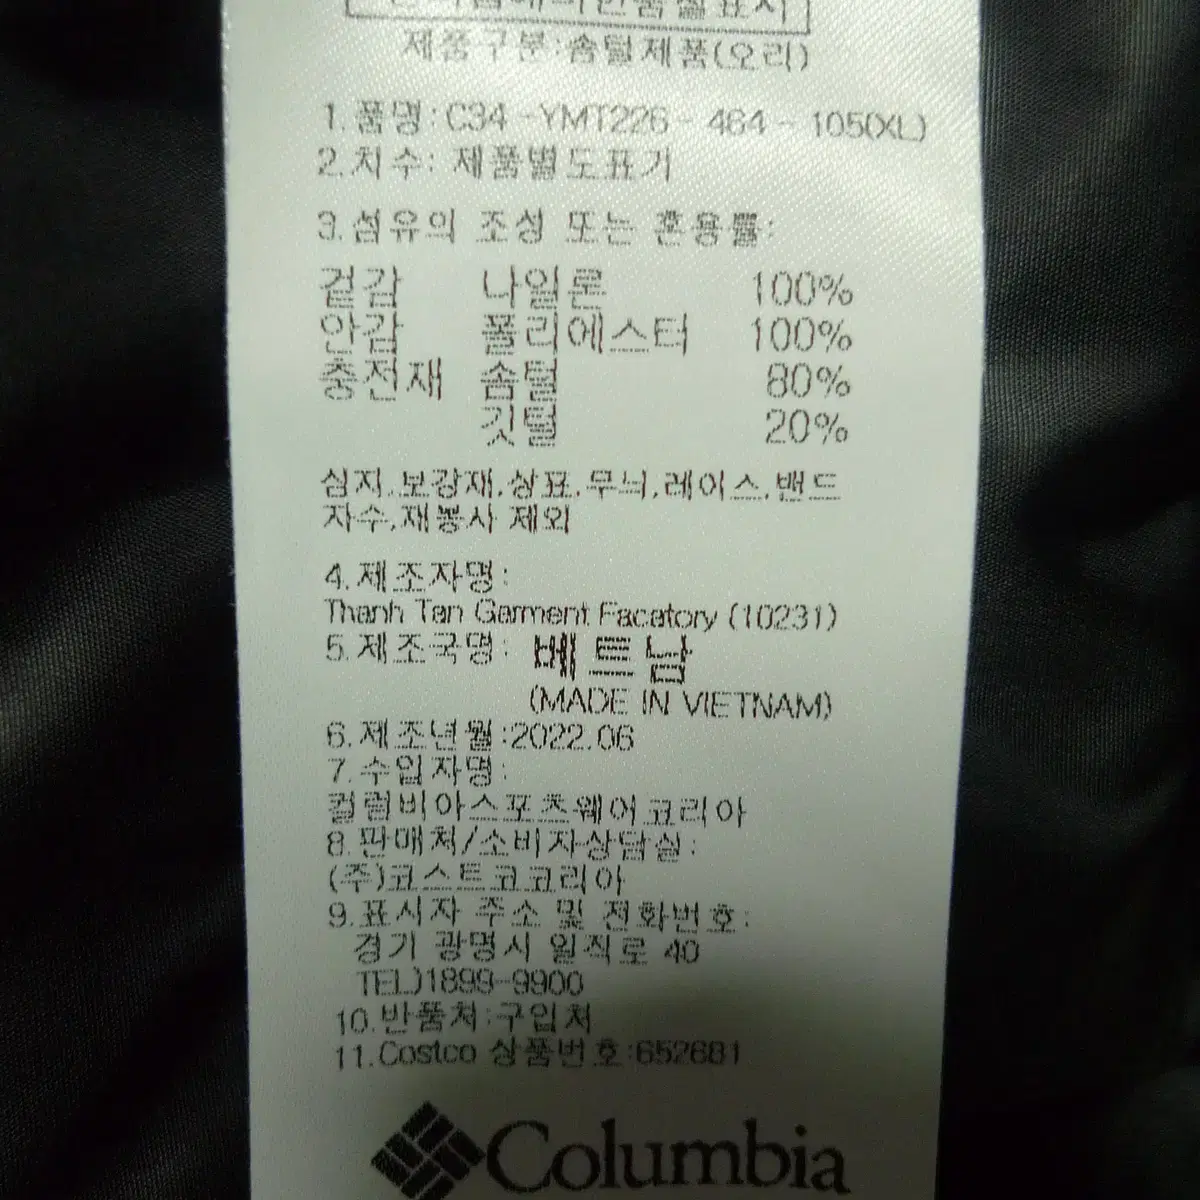 제품구분:솜털제품(오리)
1.품명:C34-YMT226-464-105(XL)
2.치수: 제품별도표기
3.섬유의 조성 또는 혼용률:
겉감 나일론 100%
안감 폴리에스터 100%
충전재 솜털 80%
깃털 20%
심지,보강재,상표,무늬,레이스,밴드
자수,재봉사 제외
4.제조자명:
Thanh Tan Garment Facatory (10231)
5.제조국명: 베트남
(MADE IN VIETNAM)
6.제조년월:2022.06
7.수입자명:
컬럼비아스포츠웨어코리아
8.판매처/소비자상담실:
(주)코스트코코리아
9.표시자 주소 및 전화번호:
경기 광명시 일직로 40
TEL)1899-9900
10.반품처:구입처
11.Costco 상품번호:652681
Columbia